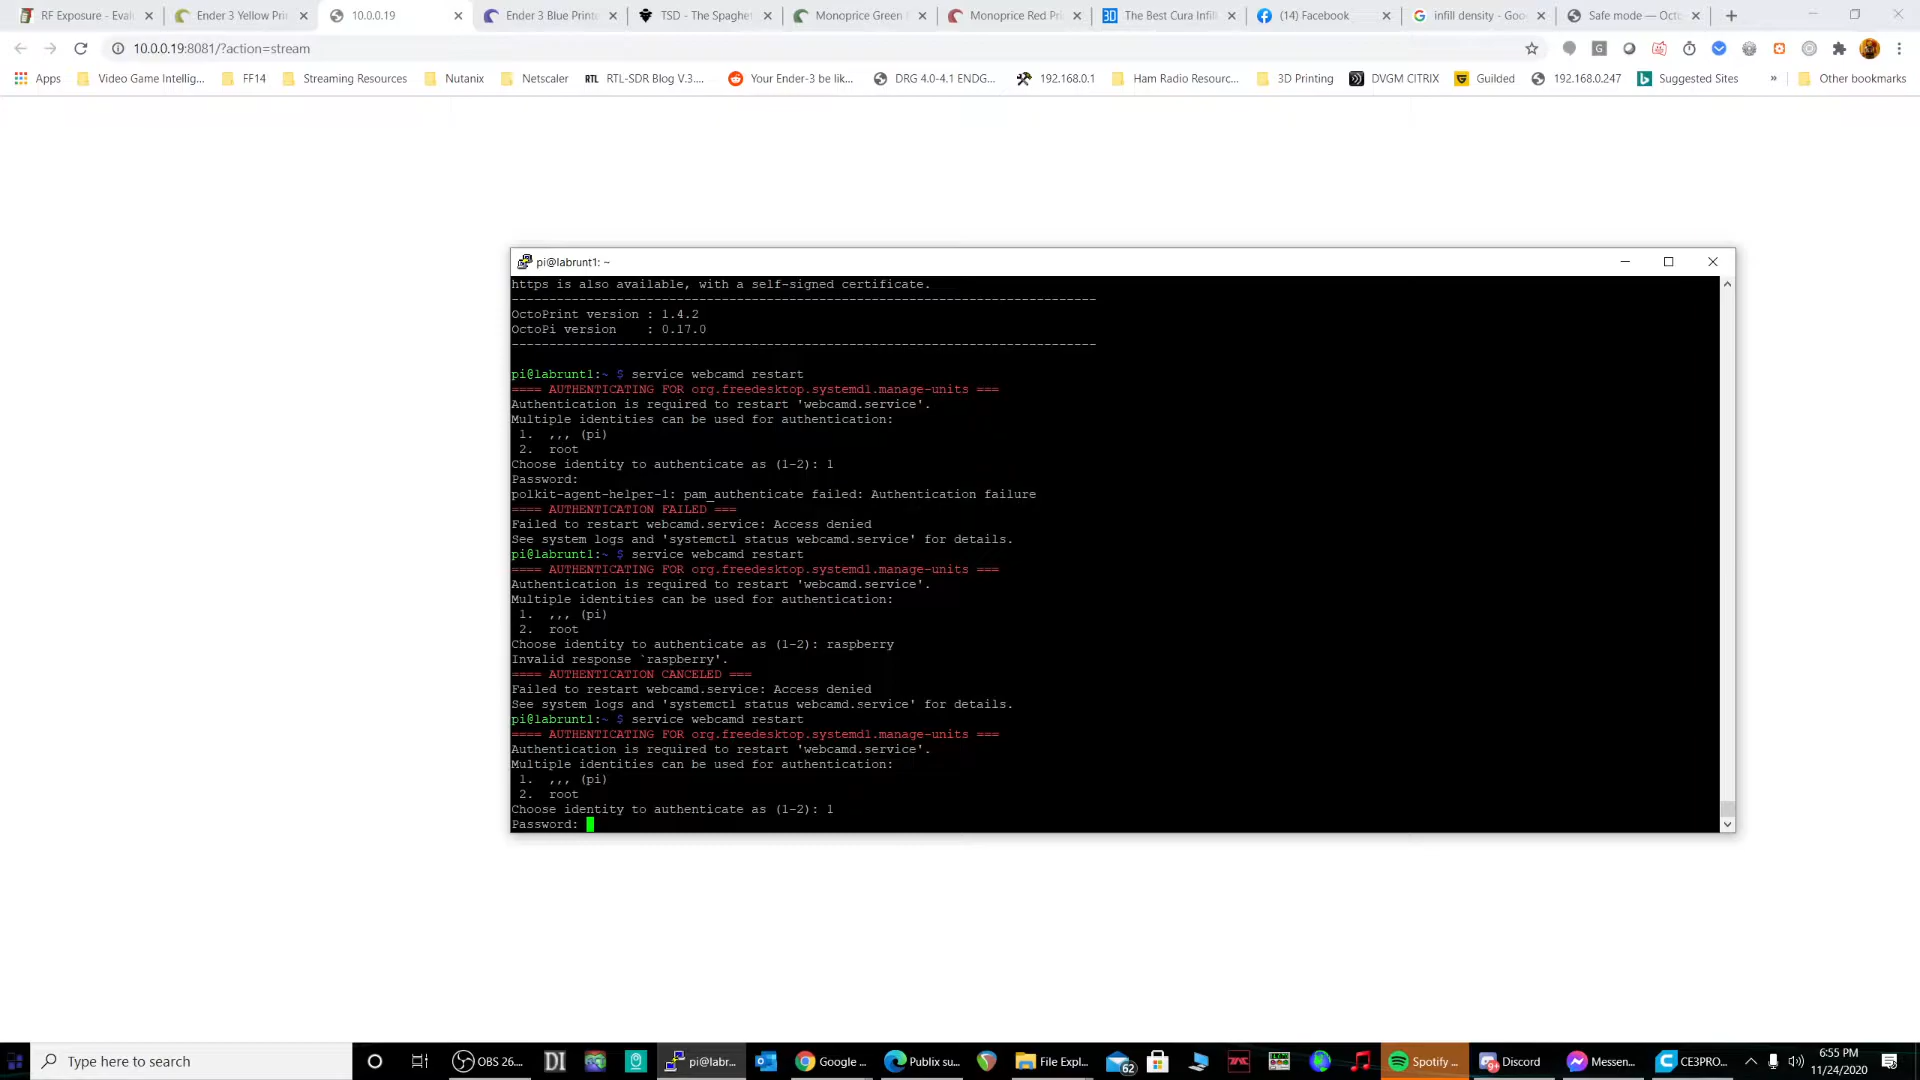 RF Exposure - Evalu
Ender 3 Yellow Prin
10.0.0.19
Ender 3 Blue Printe
TSD - The Spaghet
Monoprice Green
Monoprice Red Pri
The Best Cura Infill
(14) Facebook
infill density - Goo
Safe mode — Octo
10.0.0.19:8081/?action=stream
Apps
Video Game Intellig...
FF14
Streaming Resources
Nutanix
Netscaler
RTL RTL-SDR Blog V.3....
Your Ender-3 be lik...
DRG 4.0-4.1 ENDG...
192.168.0.1
Ham Radio Resourc...
3D Printing
DVGM CITRIX
Guilded
192.168.0.247
Suggested Sites
»
Other bookmarks
pi@labrunt1: ~
https is also available, with a self-signed certificate.
------------------------------------------------------------------------------
OctoPrint version : 1.4.2
OctoPi version    : 0.17.0
------------------------------------------------------------------------------
pi@labrunt1:~ $ service webcamd restart
==== AUTHENTICATING FOR org.freedesktop.systemd1.manage-units ===
Authentication is required to restart 'webcamd.service'.
Multiple identities can be used for authentication:
1.  ,,, (pi)
2.  root
Choose identity to authenticate as (1-2): 1
Password:
polkit-agent-helper-1: pam_authenticate failed: Authentication failure
==== AUTHENTICATION FAILED ===
Failed to restart webcamd.service: Access denied
See system logs and 'systemctl status webcamd.service' for details.
pi@labrunt1:~ $ service webcamd restart
==== AUTHENTICATING FOR org.freedesktop.systemd1.manage-units ===
Authentication is required to restart 'webcamd.service'.
Multiple identities can be used for authentication:
1.  ,,, (pi)
2.  root
Choose identity to authenticate as (1-2): raspberry
Invalid response `raspberry'.
==== AUTHENTICATION CANCELED ===
Failed to restart webcamd.service: Access denied
See system logs and 'systemctl status webcamd.service' for details.
pi@labrunt1:~ $ service webcamd restart
==== AUTHENTICATING FOR org.freedesktop.systemd1.manage-units ===
Authentication is required to restart 'webcamd.service'.
Multiple identities can be used for authentication:
1.  ,,, (pi)
2.  root
Choose identity to authenticate as (1-2): 1
Password:
Type here to search
OBS 26....
DI
pi@labr...
Google ...
Publix su...
File Expl...
62
Spotify ...
Discord
Messen...
CE3PRO...
6:55 PM
11/24/2020